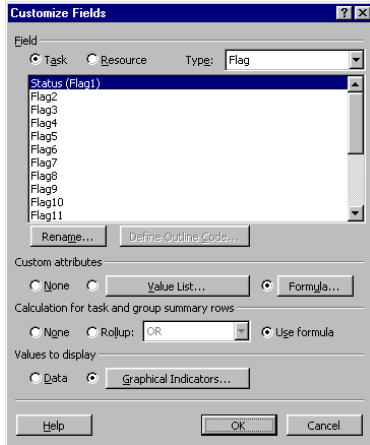 Customize Fields
Field
Task Resource Type: Flag
Status (Flag1)
Flag2
Flag3
Flag4
Flag5
Flag6
Flag7
Flag8
Flag9
Flag10
Flag11
Rename... Define Outline Code...
Custom attributes
None Value List... Formula...
Calculation for task and group summary rows
None Rollup: OR Use formula
Values to display
Data Graphical Indicators...
Help OK Cancel